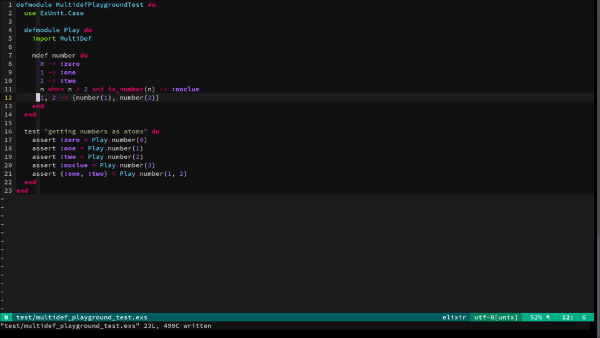 1 defmodule MultidefPlaygroundTest do
2 use ExUnit.Case
3
4 defmodule Play do
5 import MultiDef
6
7 mdef number do
8 0 -> :zero
9 1 -> :one
10 2 -> :two
11 n when n > 2 and is_number(n) -> :noclue
12 1, 2 -> {number(1), number(2)}
13 end
14 end
15
16 test "getting numbers as atoms" do
17 assert :zero = Play.number(0)
18 assert :one = Play.number(1)
19 assert :two = Play.number(2)
20 assert :noclue = Play.number(3)
21 assert {:one, :two} = Play.number(1, 2)
22 end
23 end
~
~
~
~
~
~
~
~
~
~
~
~
~
N test/multidef_playground_test.exs elixir utf-8[unix] 52% ¶ 12: 6
"test/multidef_playground_test.exs" 23L, 490C written